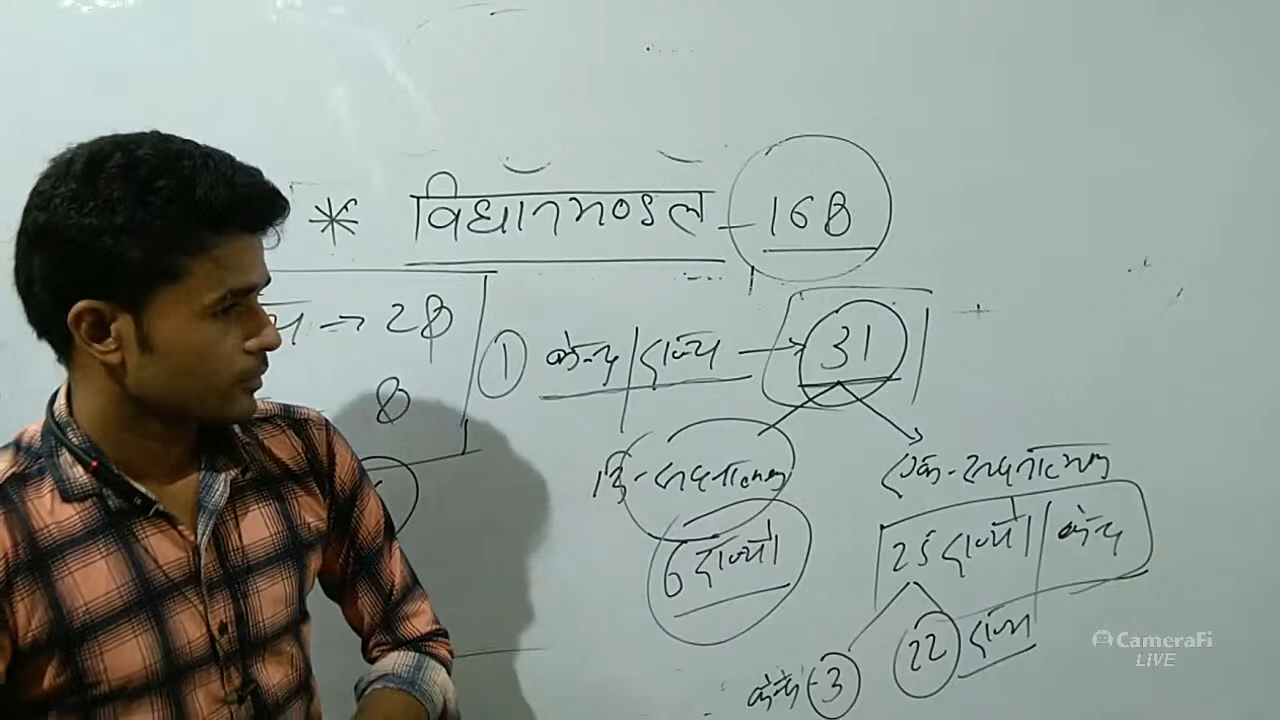 * विधानमण्डल - 168
राज्य → 28
8
① केन्द्र | राज्य → 31
द्वि-सदनात्मक
एक-सदनात्मक
6 राज्यों
25 राज्यों | केन्द्र
केन्द्र - 3
22 राज्य
CameraFi
LIVE